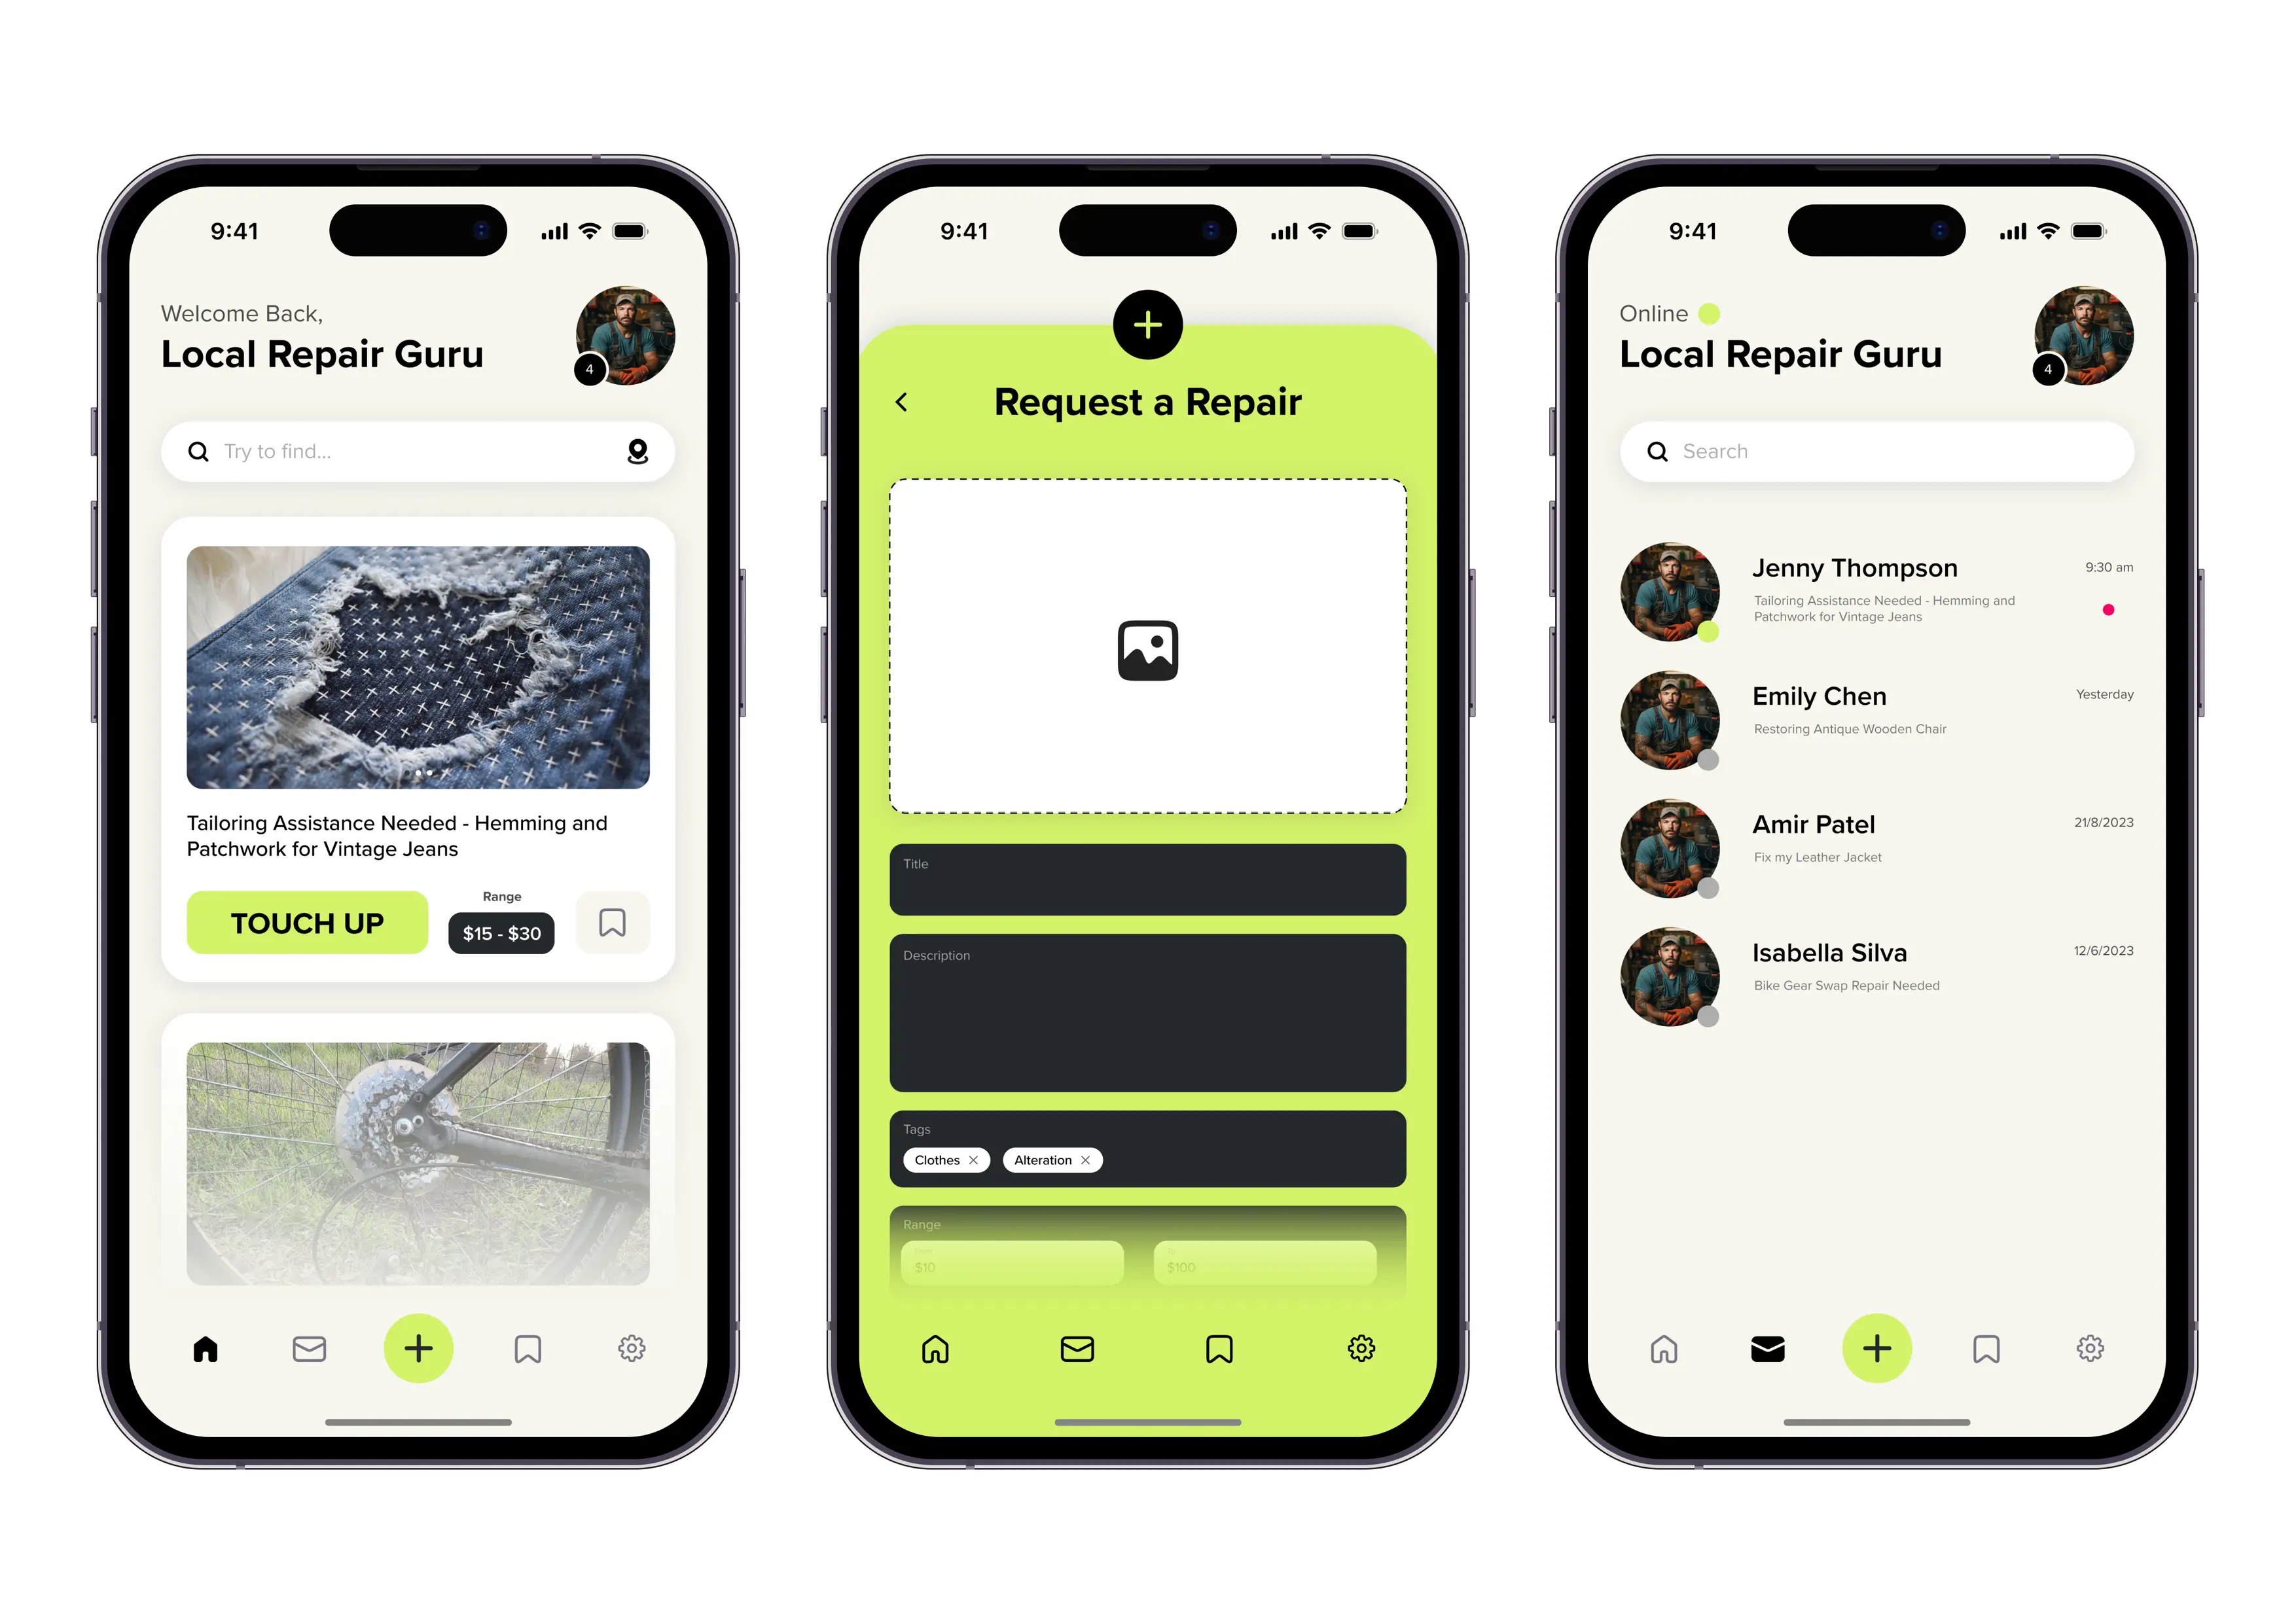 9:41
Welcome Back,
Local Repair Guru
4
Try to find...
Tailoring Assistance Needed - Hemming and
Patchwork for Vintage Jeans
TOUCH UP
Range
$15 - $30
9:41
Request a Repair
Title
Description
Tags
Clothes
Alteration
Range
$10
$100
9:41
Online
Local Repair Guru
4
Search
Jenny Thompson
9:30 am
Tailoring Assistance Needed - Hemming and
Patchwork for Vintage Jeans
Emily Chen
Yesterday
Restoring Antique Wooden Chair
Amir Patel
21/8/2023
Fix my Leather Jacket
Isabella Silva
12/6/2023
Bike Gear Swap Repair Needed